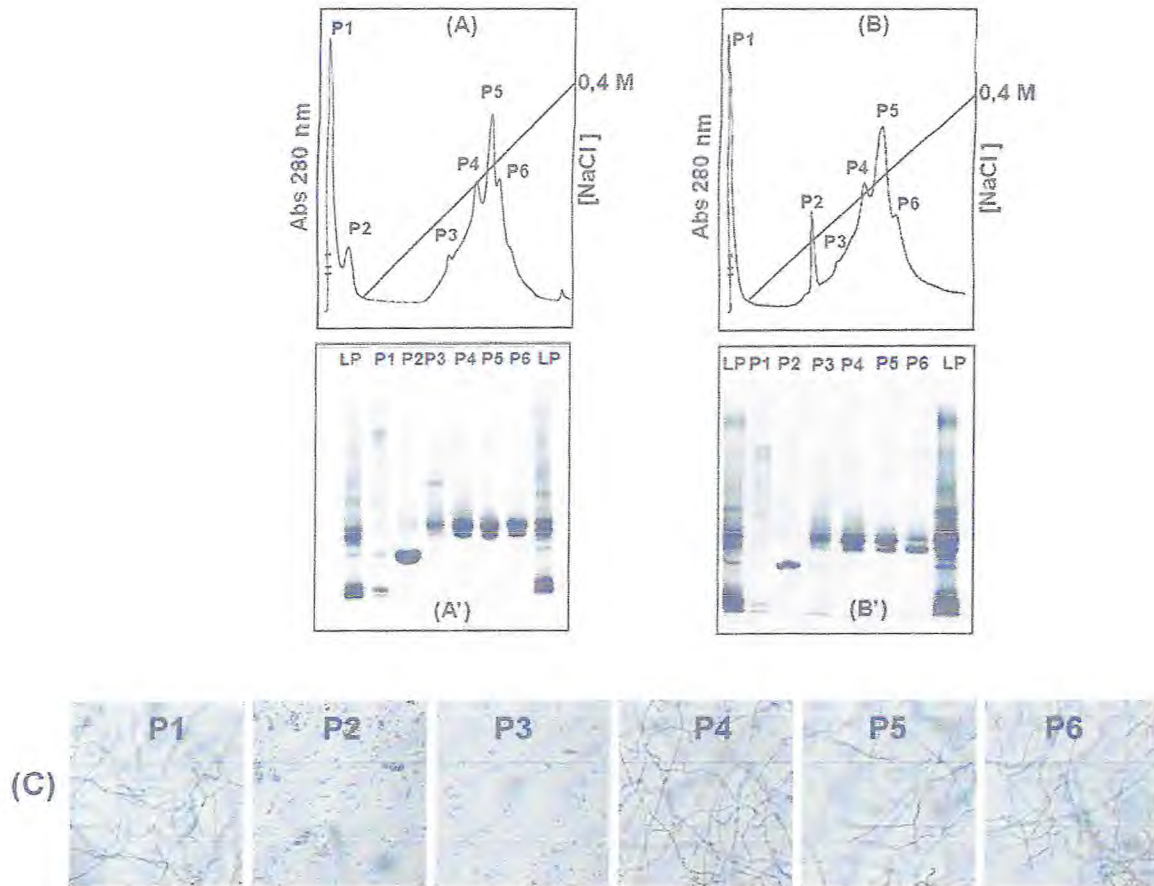 (A)
P1
P2
P3
P4
P5
P6
0,4 M
Abs 280 nm
[NaCl ]
(B)
P1
P2
P3
P4
P5
P6
0,4 M
Abs 280 nm
[NaCl ]
LP P1 P2 P3 P4 P5 P6 LP
(A')
LP P1 P2 P3 P4 P5 P6 LP
(B')
(C)
P1 P2 P3 P4 P5 P6